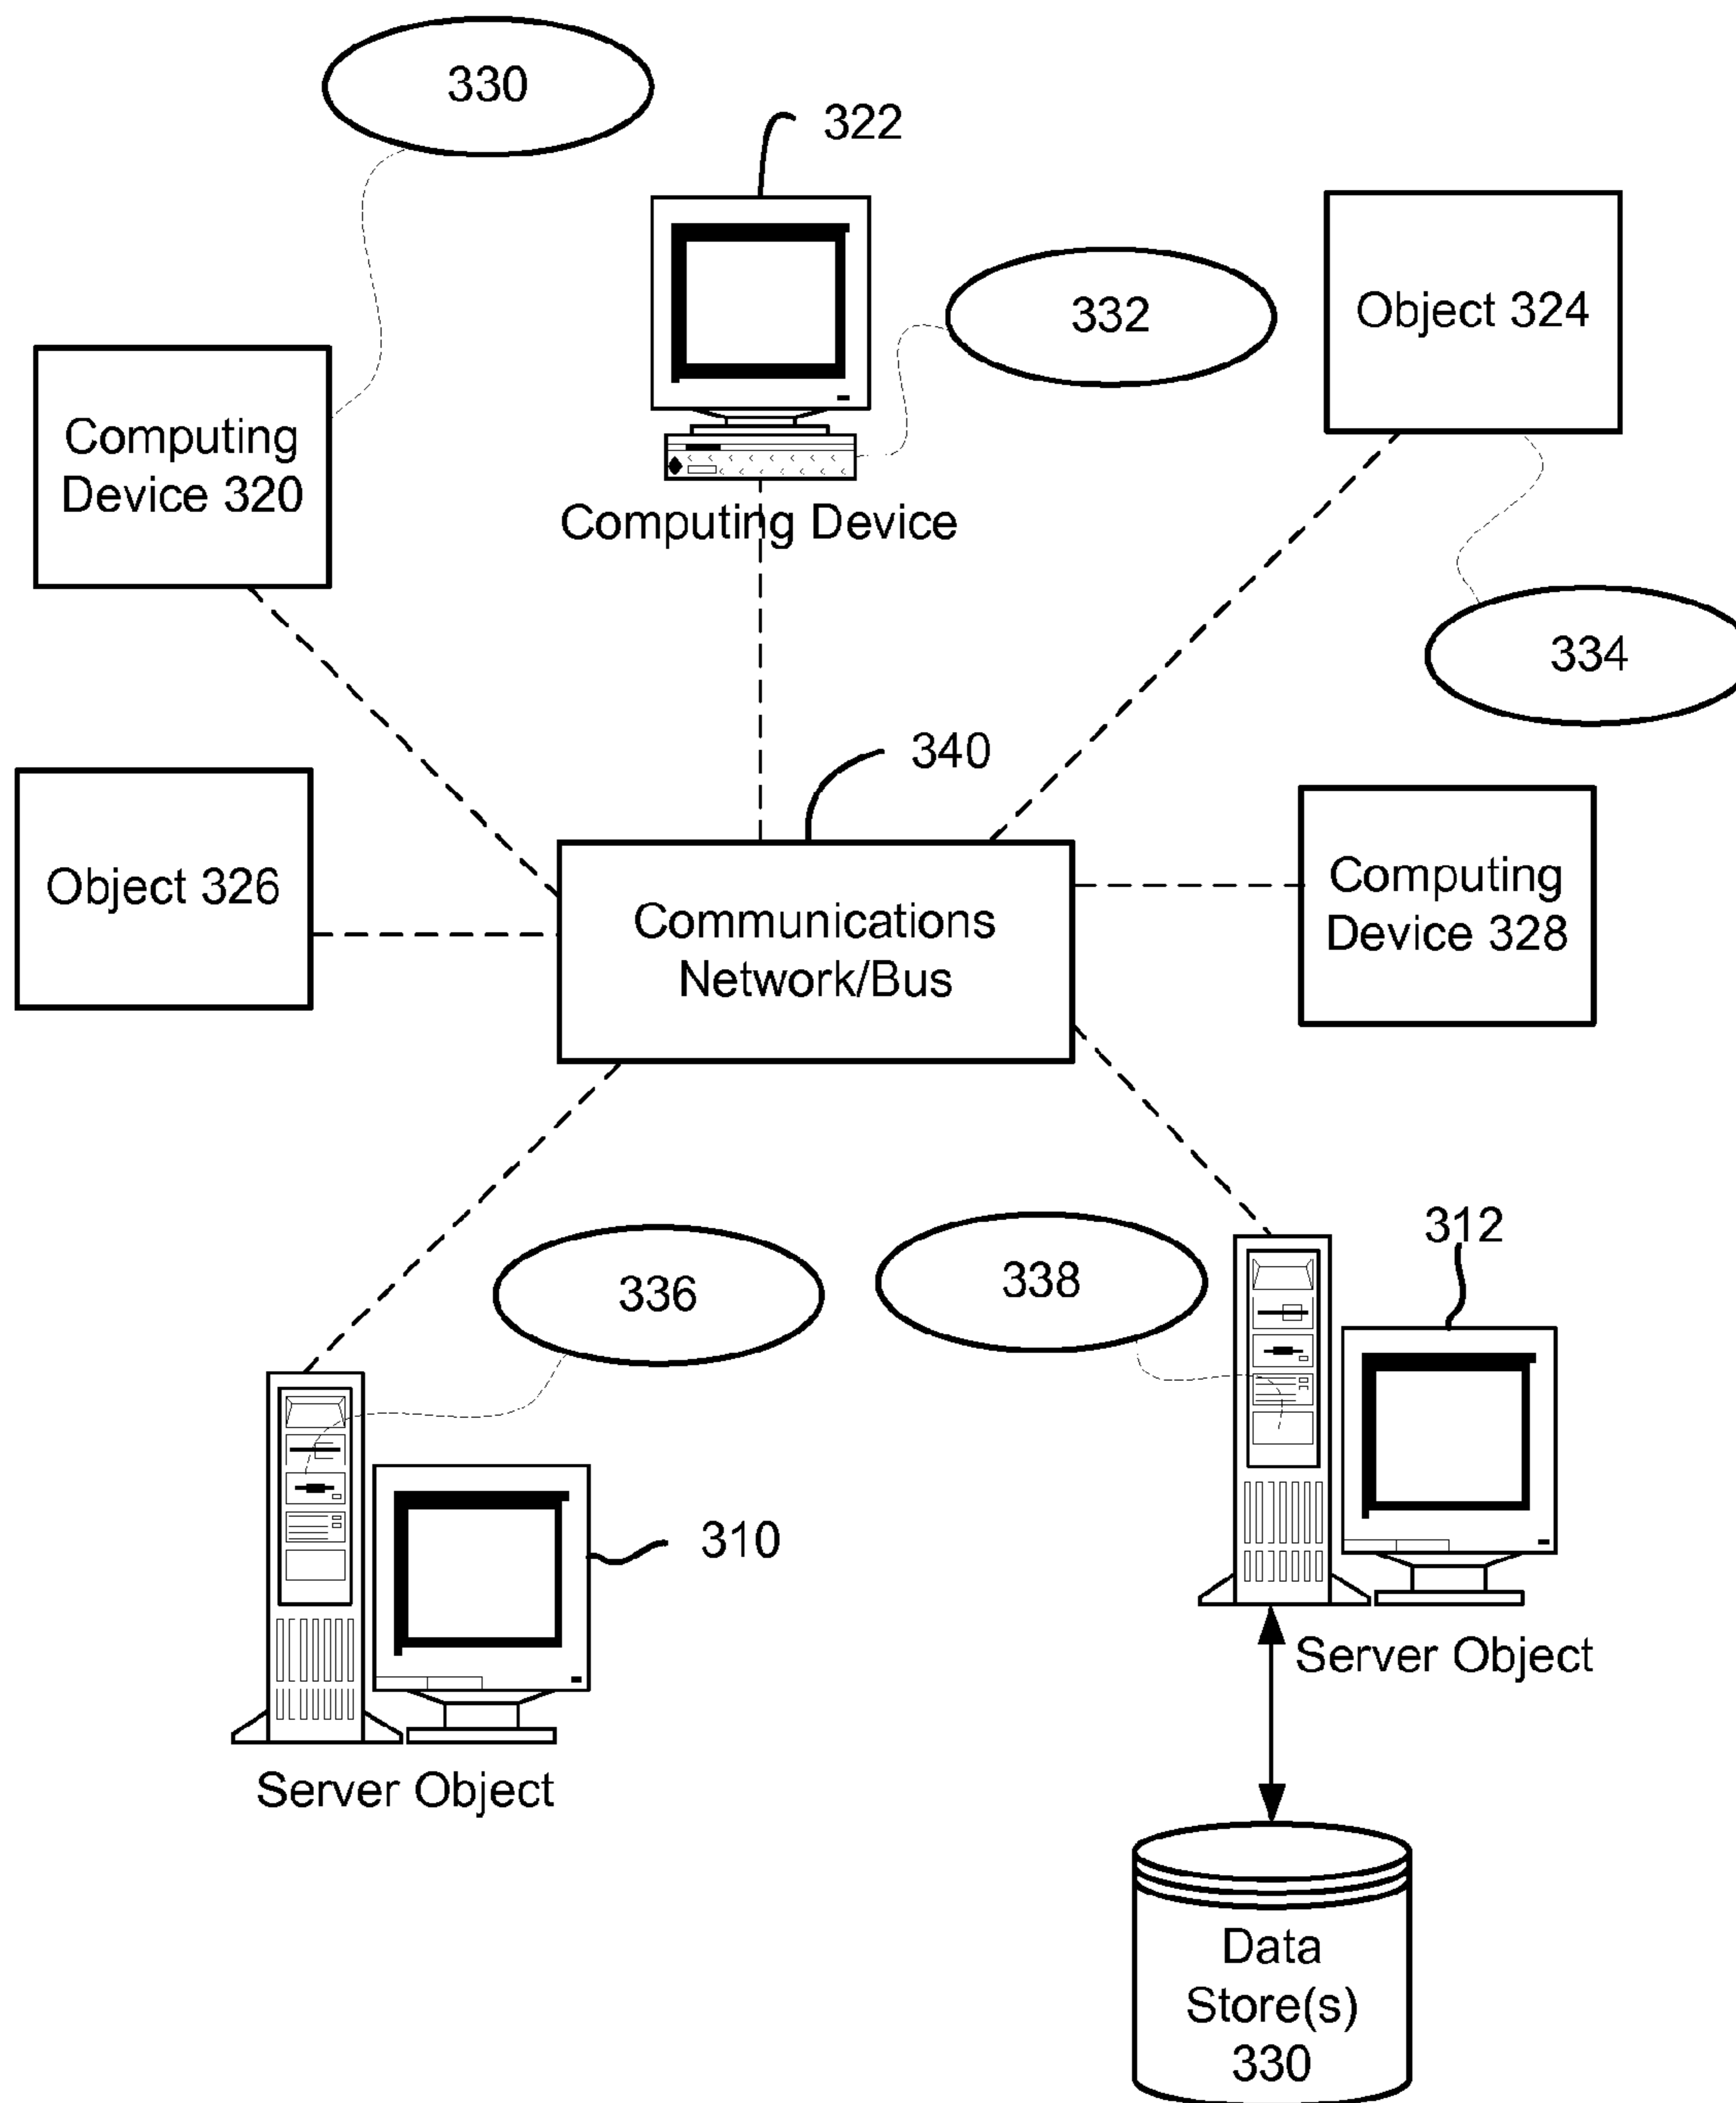 330
322
332
Object 324
Computing
Device 320
Computing Device
334
340
Object 326
Communications
Network/Bus
Computing
Device 328
312
336
338
310
Server Object
Server Object
Data
Store(s)
330